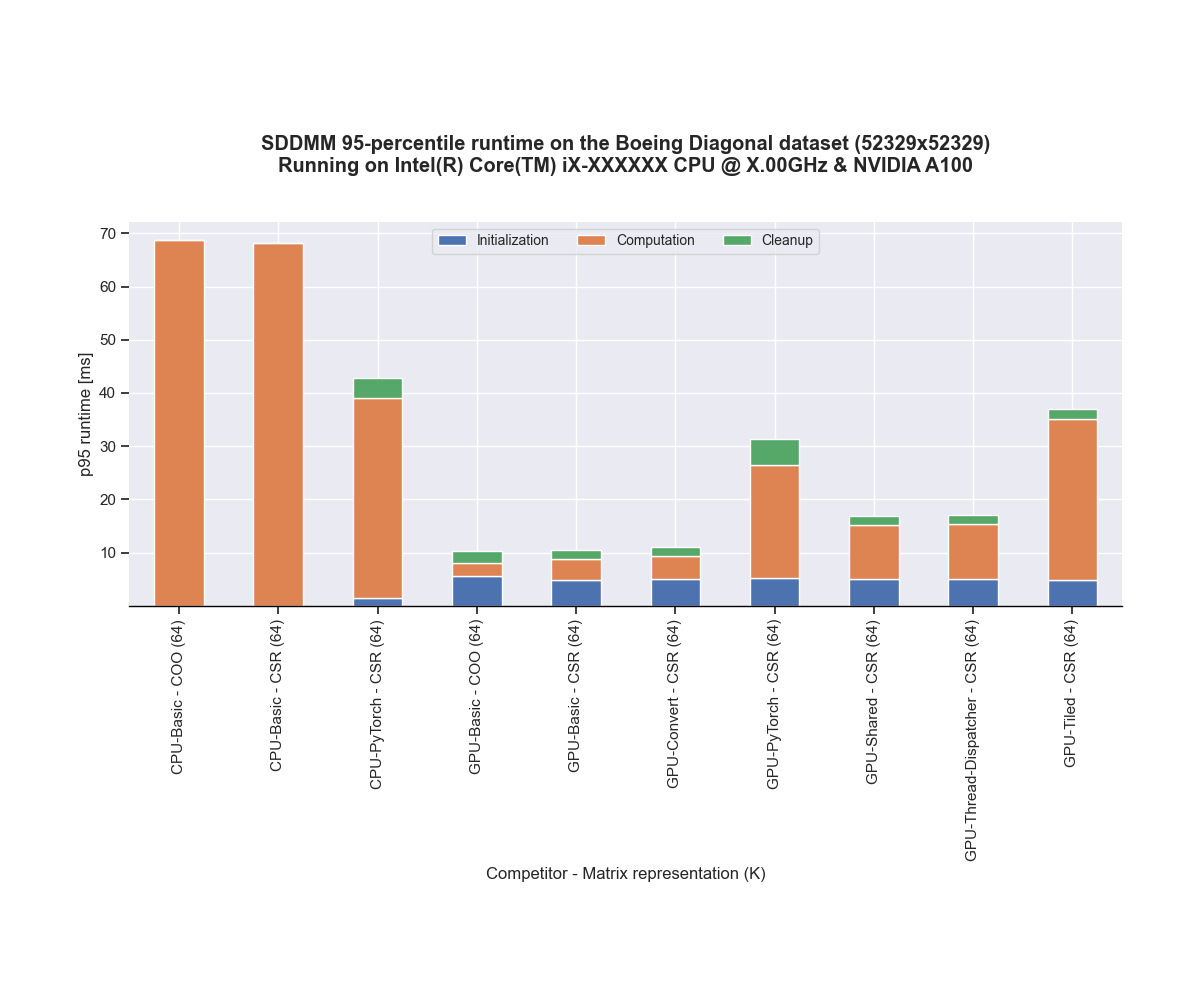 SDDMM 95-percentile runtime on the Boeing Diagonal dataset (52329x52329)
Running on Intel(R) Core(TM) iX-XXXXXX CPU @ X.00GHz & NVIDIA A100
Initialization
Computation
Cleanup
p95 runtime [ms]
70
60
50
40
30
20
10
CPU-Basic - COO (64)
CPU-Basic - CSR (64)
CPU-PyTorch - CSR (64)
GPU-Basic - COO (64)
GPU-Basic - CSR (64)
GPU-Convert - CSR (64)
GPU-PyTorch - CSR (64)
GPU-Shared - CSR (64)
GPU-Thread-Dispatcher - CSR (64)
GPU-Tiled - CSR (64)
Competitor - Matrix representation (K)